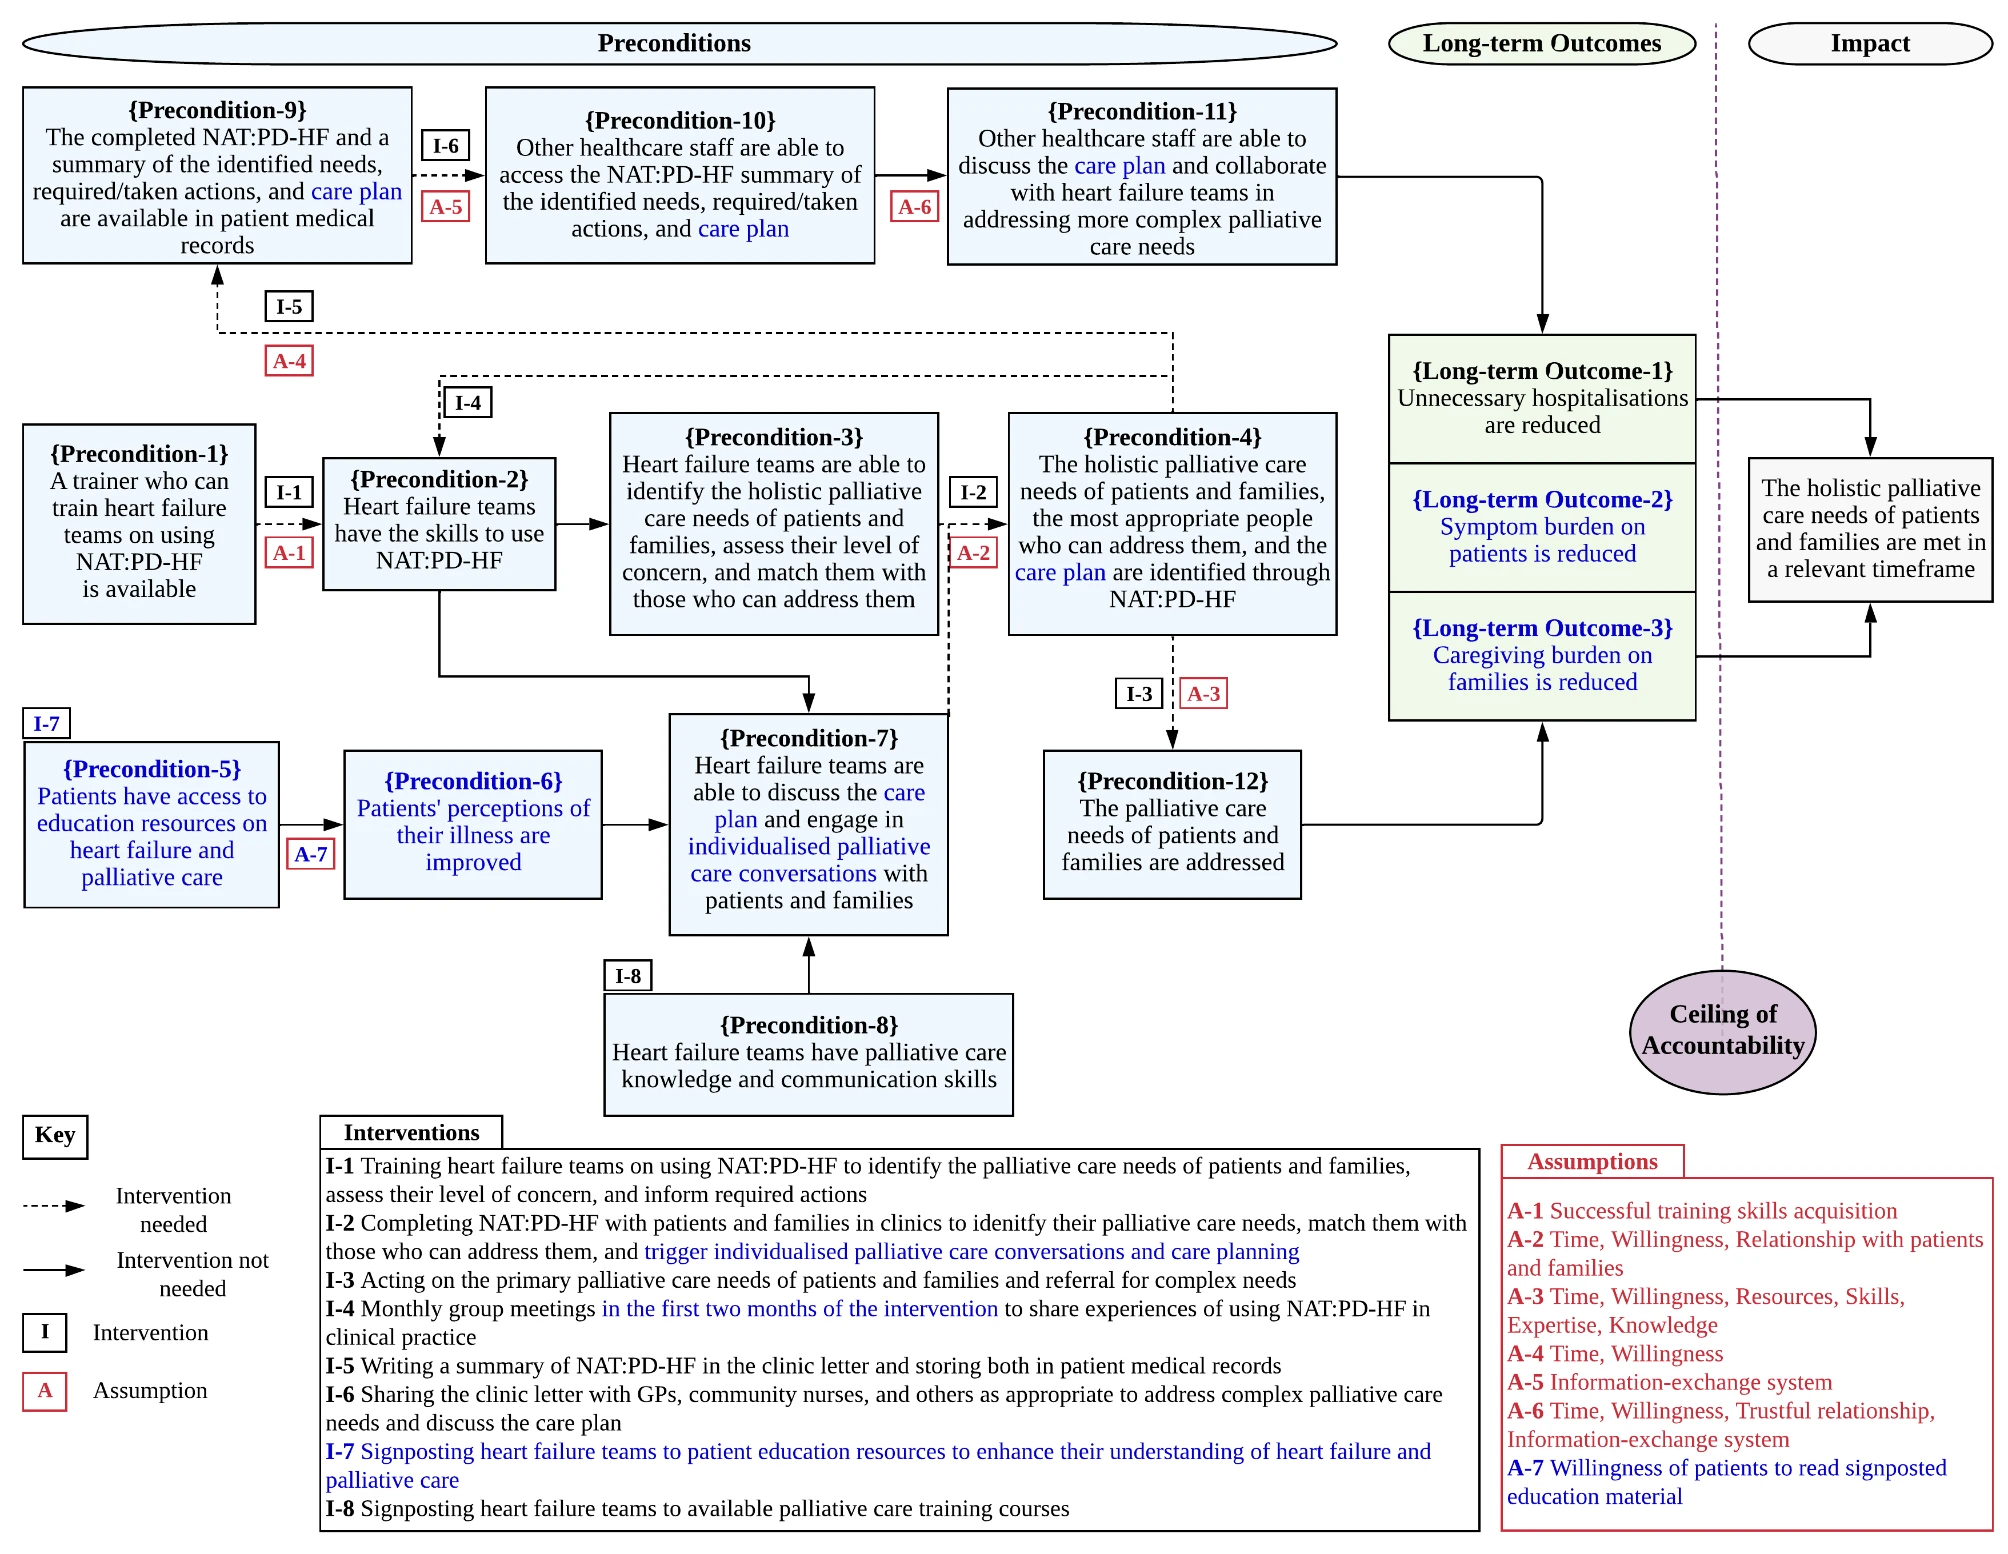 Preconditions
Long-term Outcomes
Impact
{Precondition-9}
The completed NAT:PD-HF and a
summary of the identified needs,
required/taken actions, and care plan
are available in patient medical
records
I-6
A-5
{Precondition-10}
Other healthcare staff are able to
access the NAT:PD-HF summary of
the identified needs, required/taken
actions, and care plan
A-6
{Precondition-11}
Other healthcare staff are able to
discuss the care plan and collaborate
with heart failure teams in
addressing more complex palliative
care needs
I-5
A-4
I-4
{Precondition-1}
A trainer who can
train heart failure
teams on using
NAT:PD-HF
is available
I-1
A-1
{Precondition-2}
Heart failure teams
have the skills to use
NAT:PD-HF
{Precondition-3}
Heart failure teams are able to
identify the holistic palliative
care needs of patients and
families, assess their level of
concern, and match them with
those who can address them
I-2
A-2
{Precondition-4}
The holistic palliative care
needs of patients and families,
the most appropriate people
who can address them, and the
care plan are identified through
NAT:PD-HF
{Long-term Outcome-1}
Unnecessary hospitalisations
are reduced
{Long-term Outcome-2}
Symptom burden on
patients is reduced
{Long-term Outcome-3}
Caregiving burden on
families is reduced
The holistic palliative
care needs of patients
and families are met in
a relevant timeframe
I-3
A-3
I-7
{Precondition-5}
Patients have access to
education resources on
heart failure and
palliative care
A-7
{Precondition-6}
Patients' perceptions of
their illness are
improved
{Precondition-7}
Heart failure teams are
able to discuss the care
plan and engage in
individualised palliative
care conversations with
patients and families
{Precondition-12}
The palliative care
needs of patients and
families are addressed
I-8
{Precondition-8}
Heart failure teams have palliative care
knowledge and communication skills
Ceiling of
Accountability
Key
Intervention
needed
Intervention not
needed
I
Intervention
A
Assumption
Interventions
I-1 Training heart failure teams on using NAT:PD-HF to identify the palliative care needs of patients and families,
assess their level of concern, and inform required actions
I-2 Completing NAT:PD-HF with patients and families in clinics to idenitfy their palliative care needs, match them with
those who can address them, and trigger individualised palliative care conversations and care planning
I-3 Acting on the primary palliative care needs of patients and families and referral for complex needs
I-4 Monthly group meetings in the first two months of the intervention to share experiences of using NAT:PD-HF in
clinical practice
I-5 Writing a summary of NAT:PD-HF in the clinic letter and storing both in patient medical records
I-6 Sharing the clinic letter with GPs, community nurses, and others as appropriate to address complex palliative care
needs and discuss the care plan
I-7 Signposting heart failure teams to patient education resources to enhance their understanding of heart failure and
palliative care
I-8 Signposting heart failure teams to available palliative care training courses
Assumptions
A-1 Successful training skills acquisition
A-2 Time, Willingness, Relationship with patients
and families
A-3 Time, Willingness, Resources, Skills,
Expertise, Knowledge
A-4 Time, Willingness
A-5 Information-exchange system
A-6 Time, Willingness, Trustful relationship,
Information-exchange system
A-7 Willingness of patients to read signposted
education material